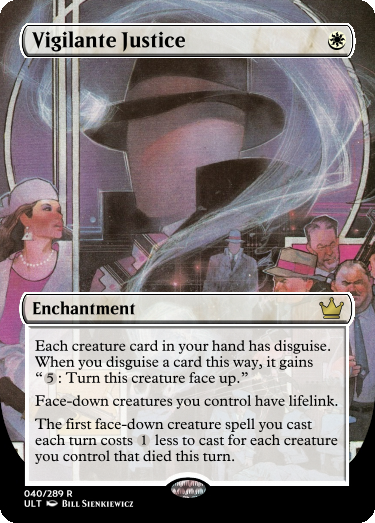 Vigilante Justice
Enchantment
Each creature card in your hand has disguise.
When you disguise a card this way, it gains
“5: Turn this creature face up.”
Face-down creatures you control have lifelink.
The first face-down creature spell you cast
each turn costs 1 less to cast for each creature
you control that died this turn.
040/289 R
ULT Bill Sienkiewicz